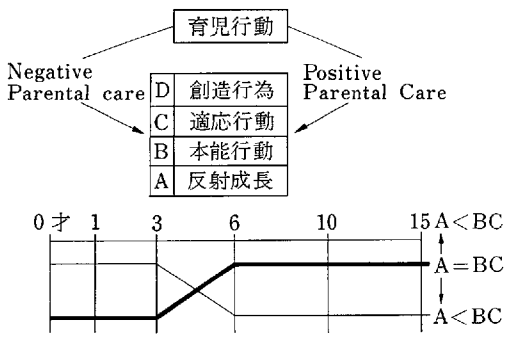 育児行動
Negative
Parental care
Positive
Parental Care
D 創造行為
C 適応行動
B 本能行動
A 反射成長
0才 1 3 6 10 15 A<BC
A=BC
A<BC